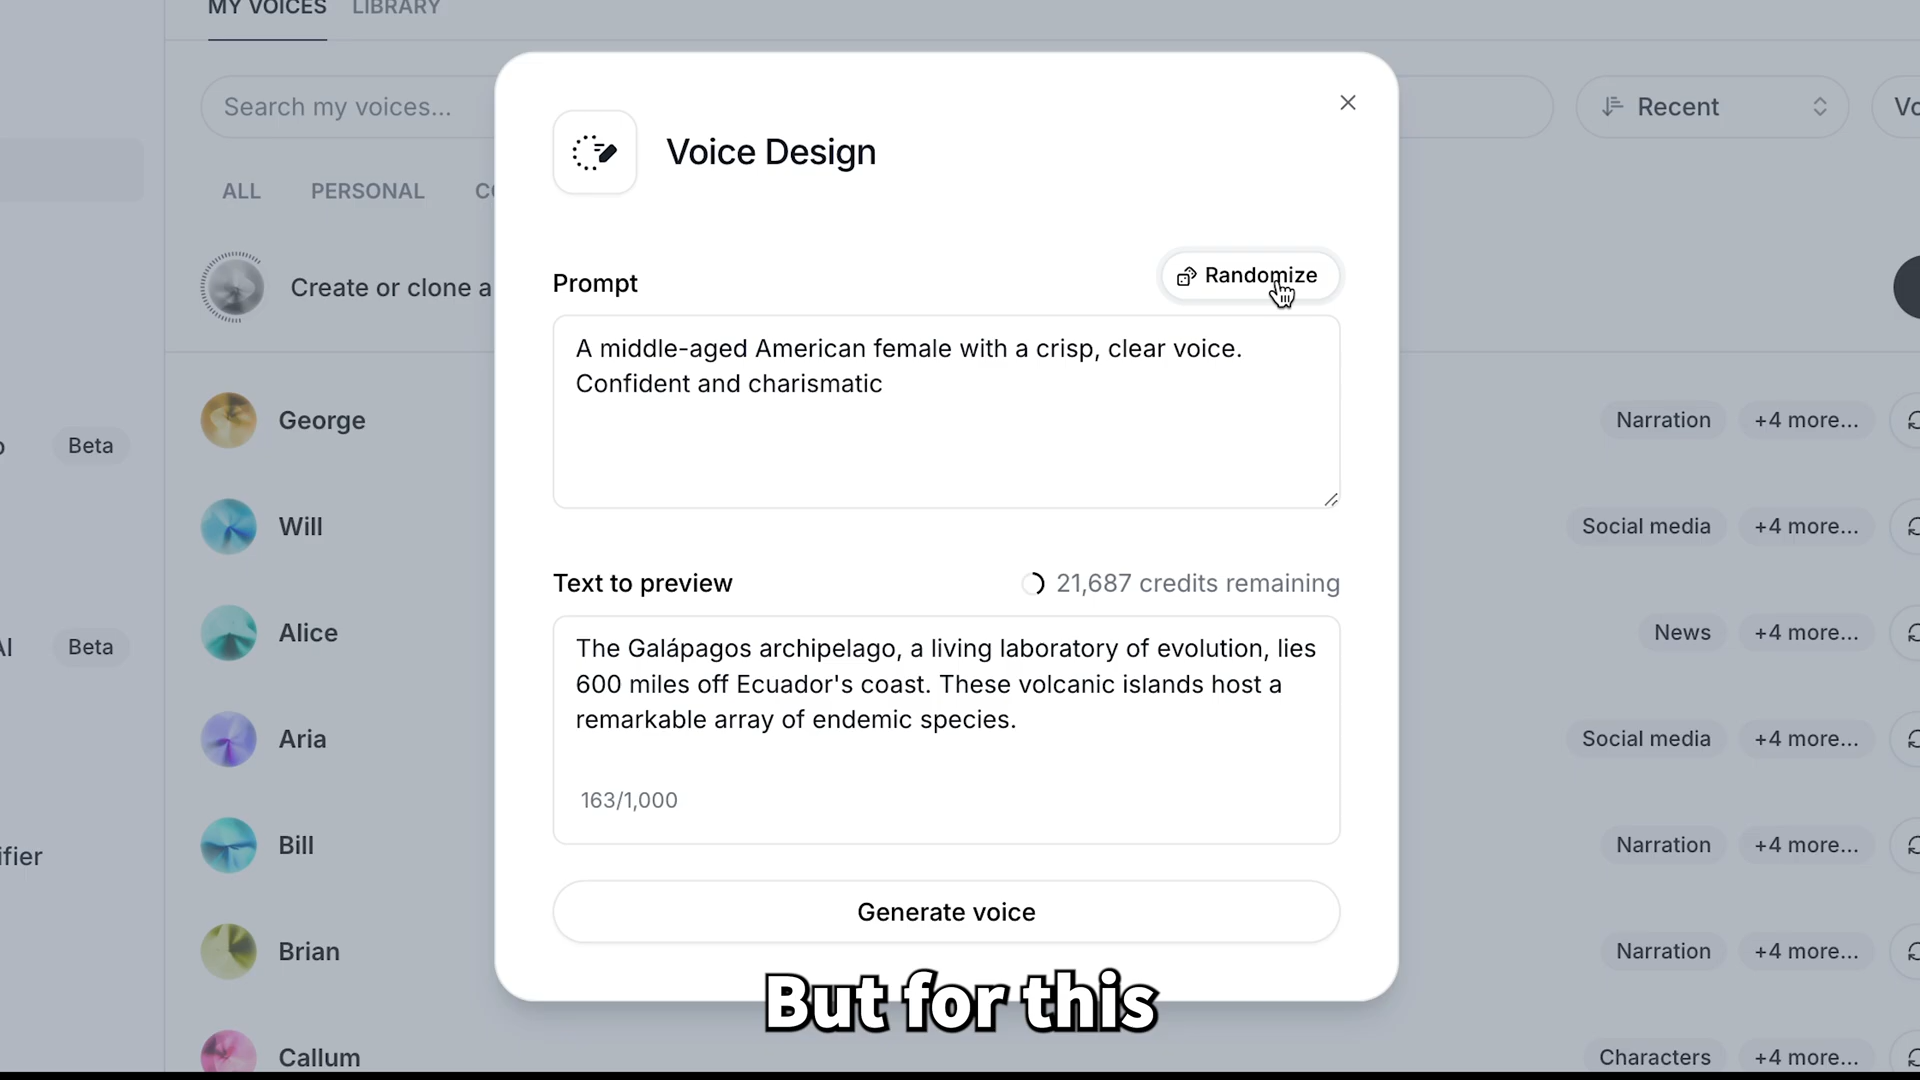 MY VOICES LIBRARY
Search my voices...
Recent
Vo
ALL PERSONAL CO
Create or clone a
Beta
AI Beta
ifier
George Narration +4 more...
Will Social media +4 more...
Alice News +4 more...
Aria Social media +4 more...
Bill Narration +4 more...
Brian Narration +4 more...
Callum Characters +4 more...
Voice Design
Prompt
Randomize
A middle-aged American female with a crisp, clear voice.
Confident and charismatic
Text to preview
21,687 credits remaining
The Galápagos archipelago, a living laboratory of evolution, lies
600 miles off Ecuador's coast. These volcanic islands host a
remarkable array of endemic species.
163/1,000
Generate voice
But for this